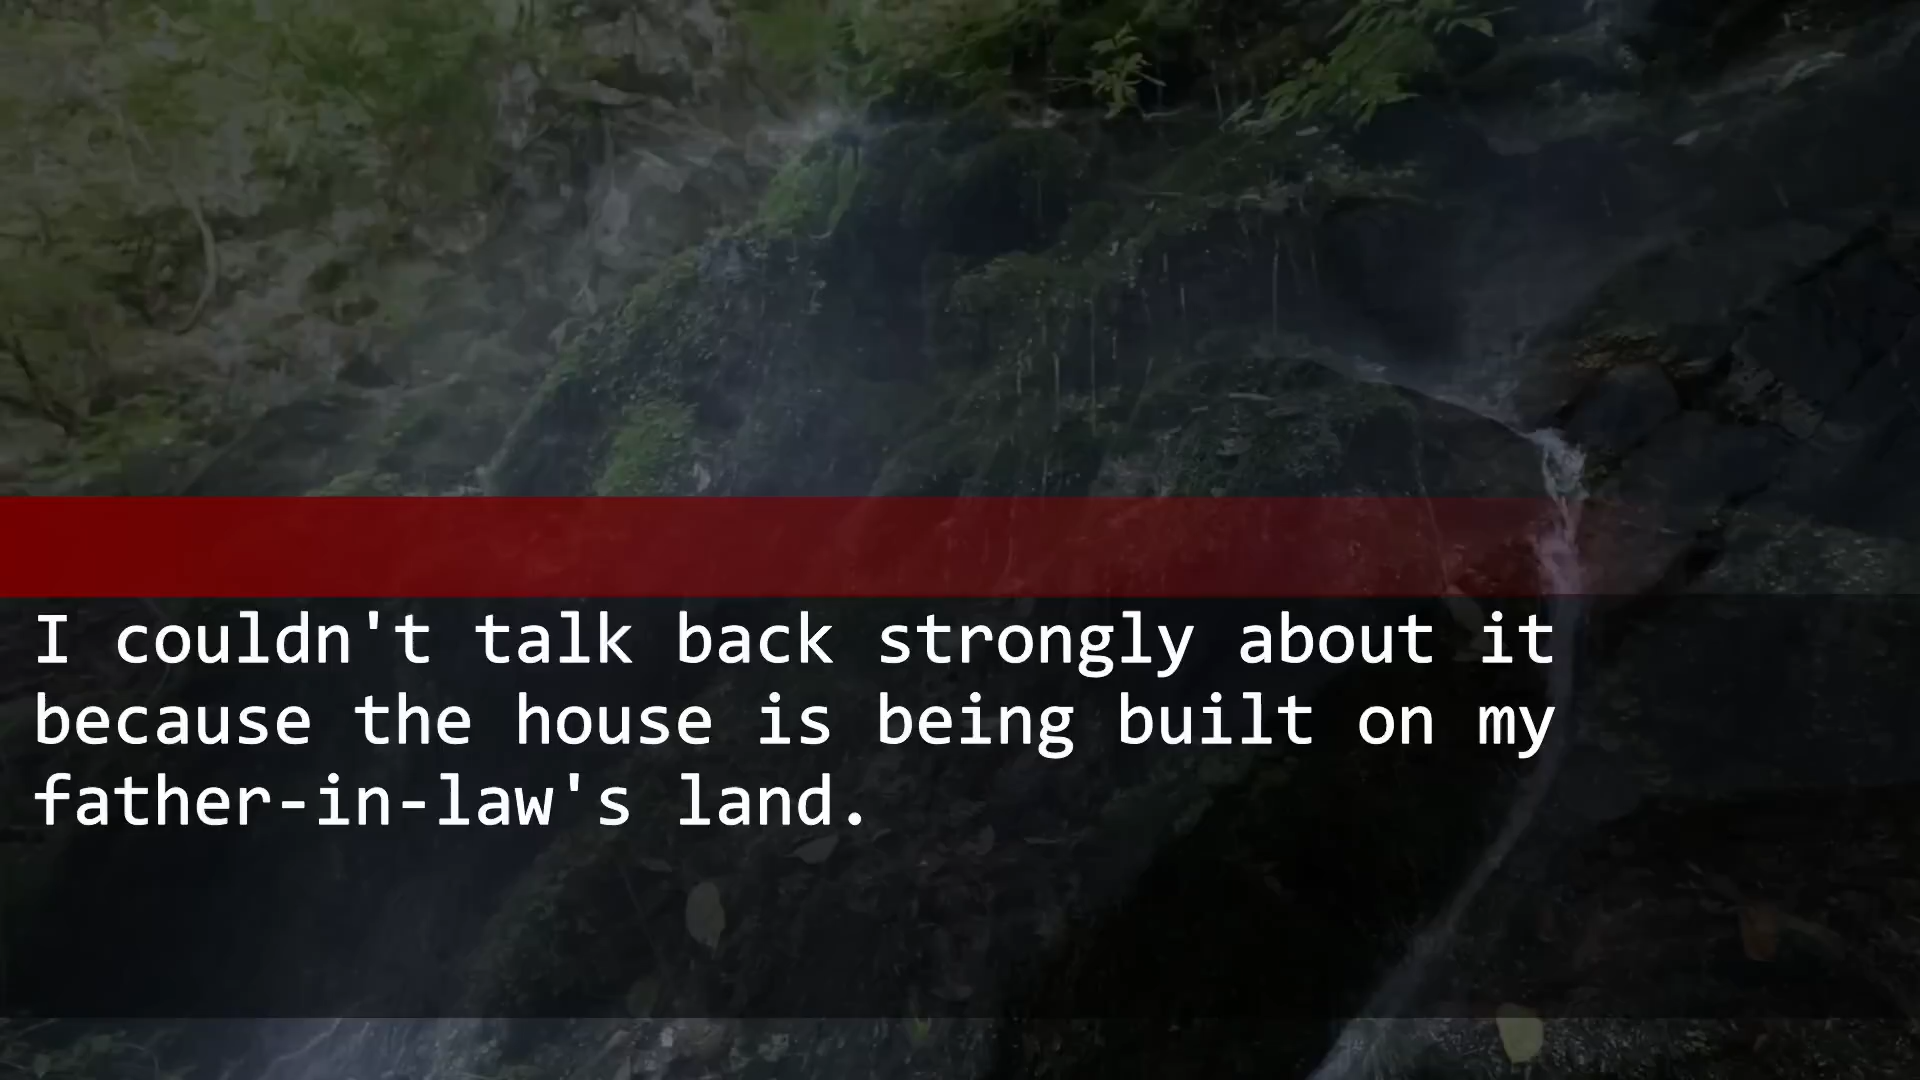 I couldn't talk back strongly about it
because the house is being built on my
father-in-law's land.